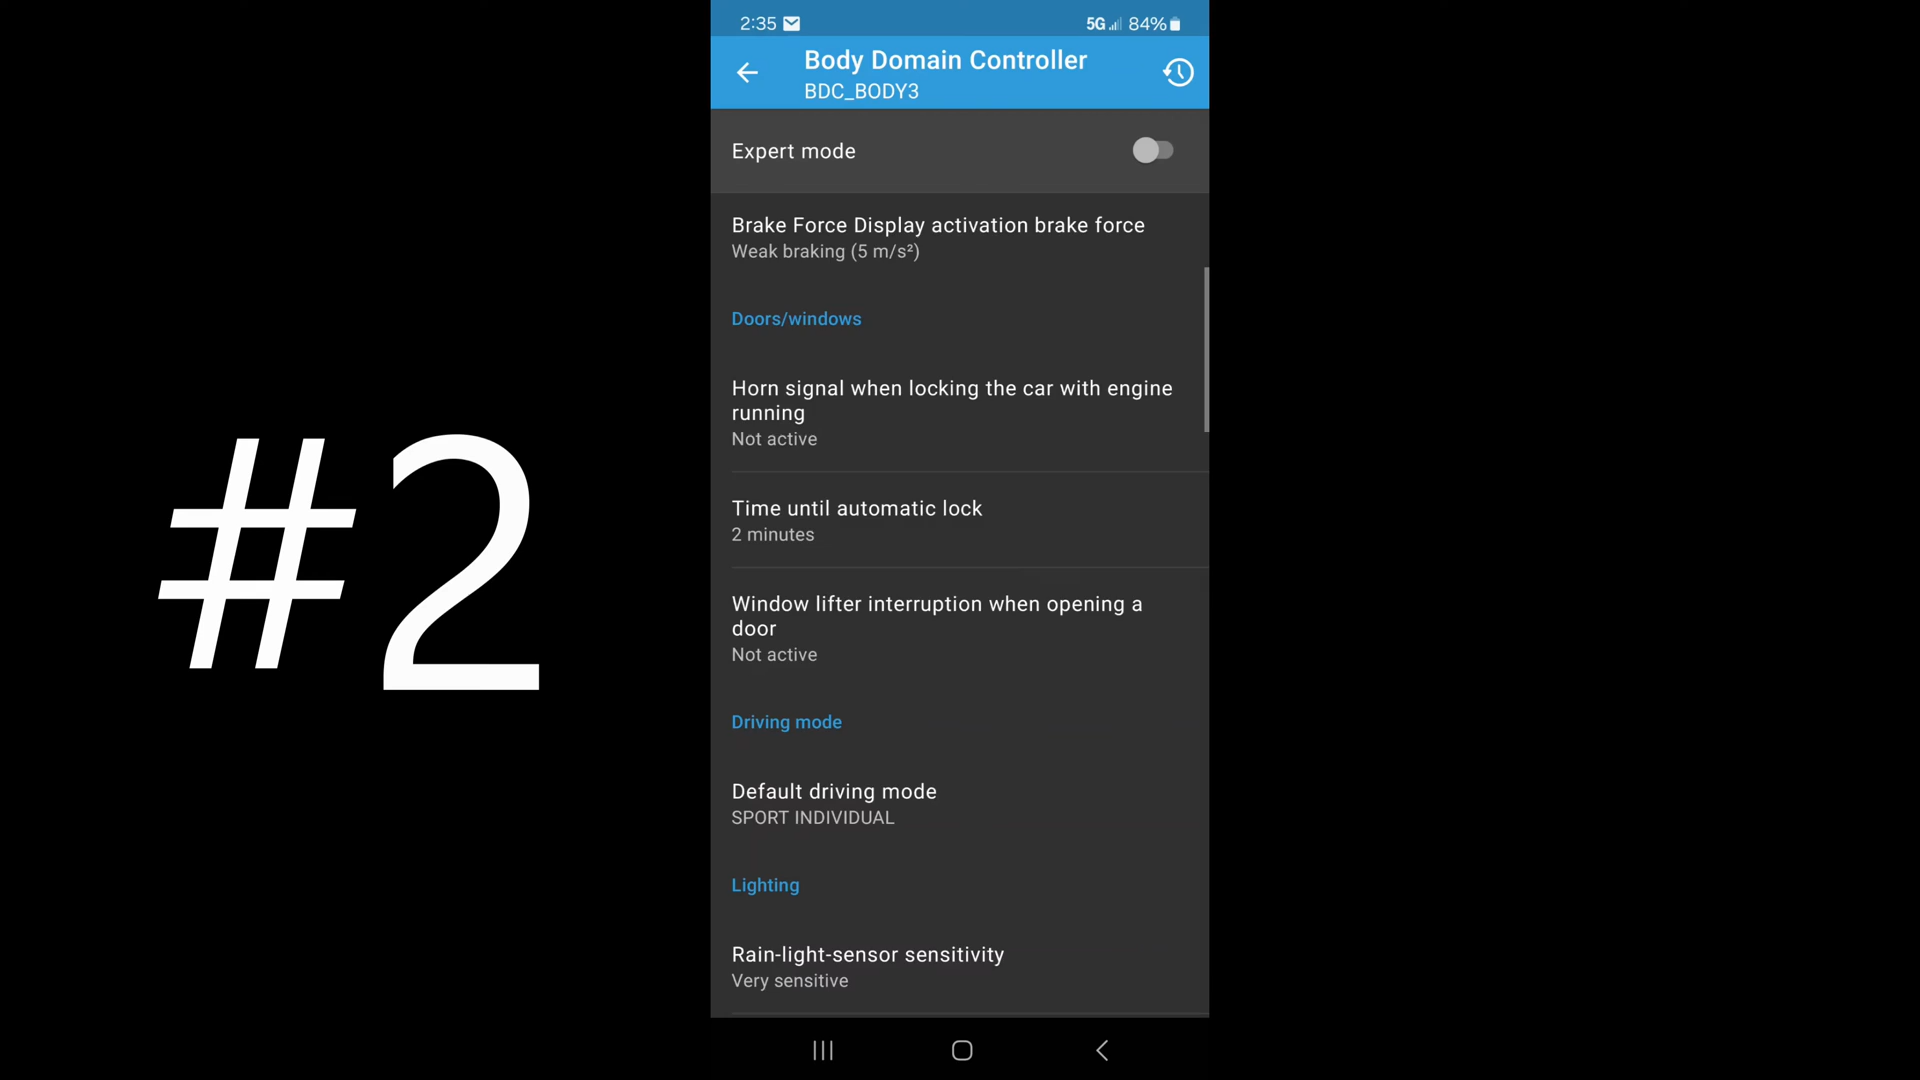 #2
2:35
5G 84%
Body Domain Controller
BDC_BODY3
Expert mode
Brake Force Display activation brake force
Weak braking (5 m/s²)
Doors/windows
Horn signal when locking the car with engine
running
Not active
Time until automatic lock
2 minutes
Window lifter interruption when opening a
door
Not active
Driving mode
Default driving mode
SPORT INDIVIDUAL
Lighting
Rain-light-sensor sensitivity
Very sensitive